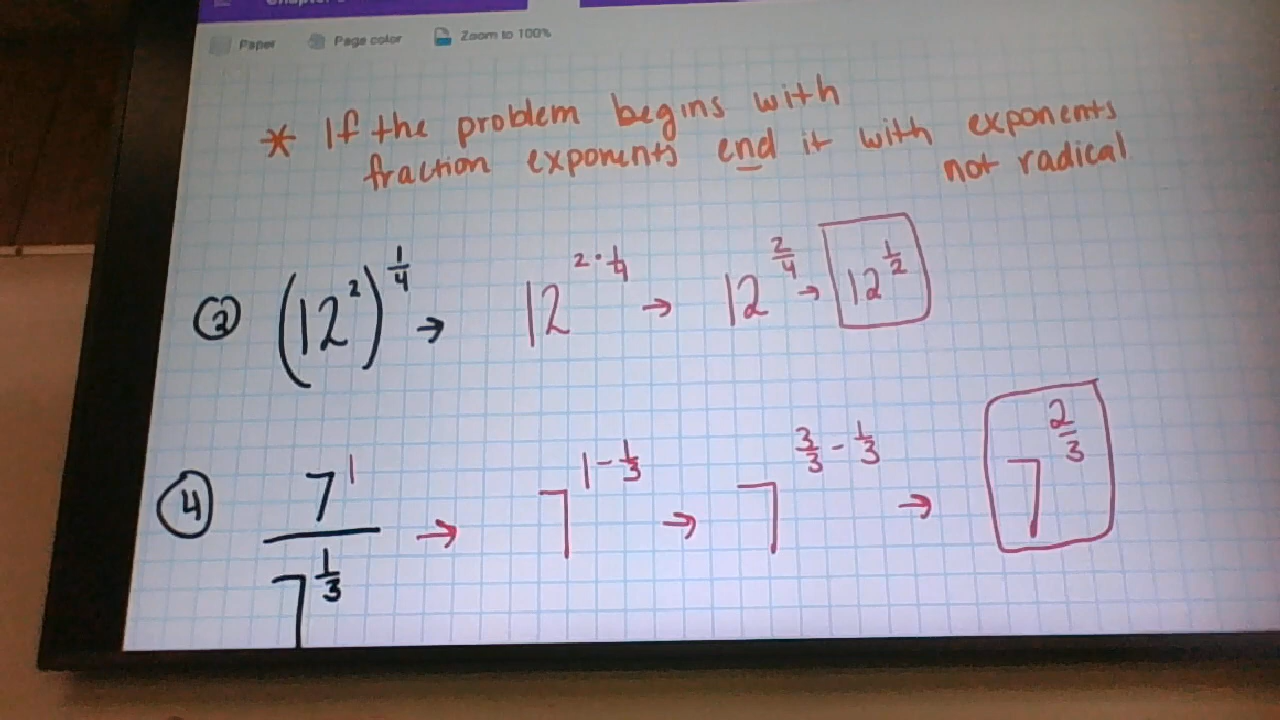 Paper Page color Zoom to 100%
* If the problem begins with
fraction exponents end it with exponents
not radical
② (12²)^(1/4) → 12^(2·1/4) → 12^(2/4) → 12^(1/2)
④ 7¹/7^(1/3) → 7^(1-1/3) → 7^(3/3-1/3) → 7^(2/3)